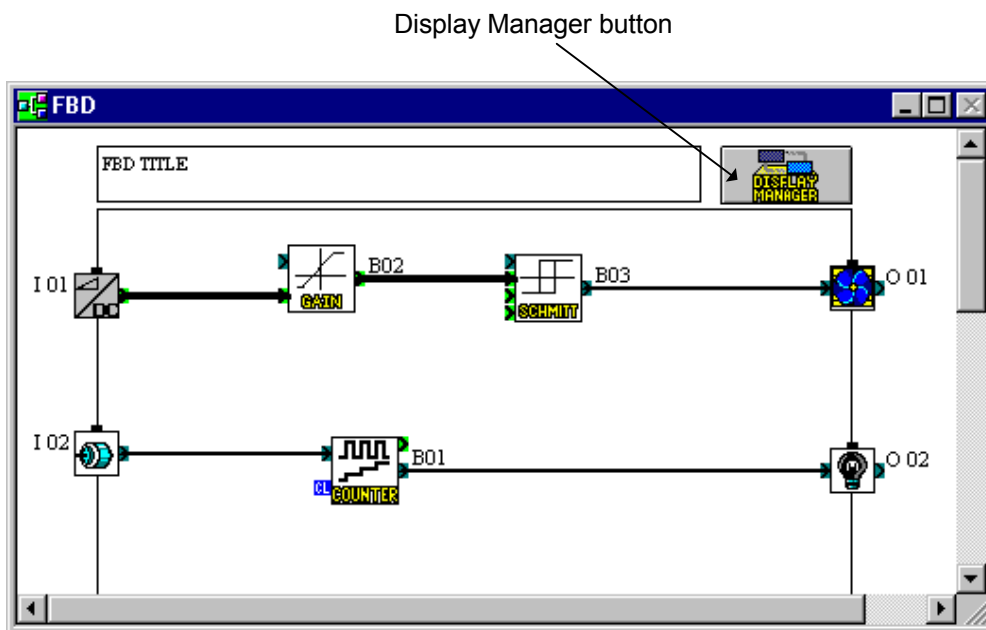 Display Manager button
FBD
FBD TITLE
DISPLAY
MANAGER
I 01
DC
GAIN
B02
SCHMITT
B03
O 01
I 02
CL
COUNTER
B01
O 02